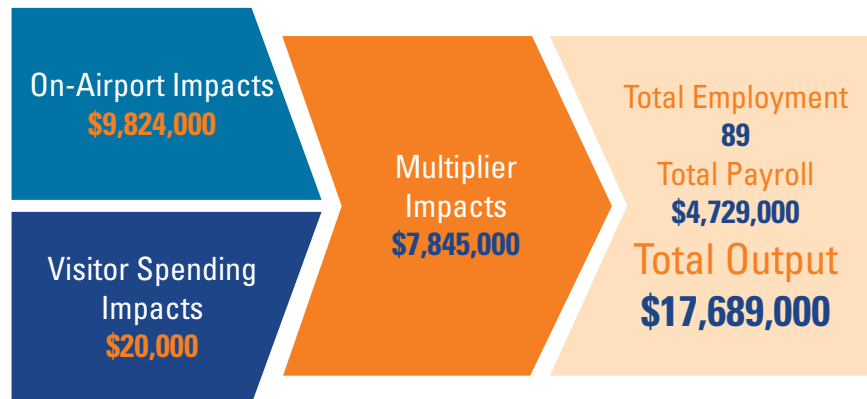 On-Airport Impacts
$9,824,000
Visitor Spending
Impacts
$20,000
Multiplier
Impacts
$7,845,000
Total Employment
89
Total Payroll
$4,729,000
Total Output
$17,689,000